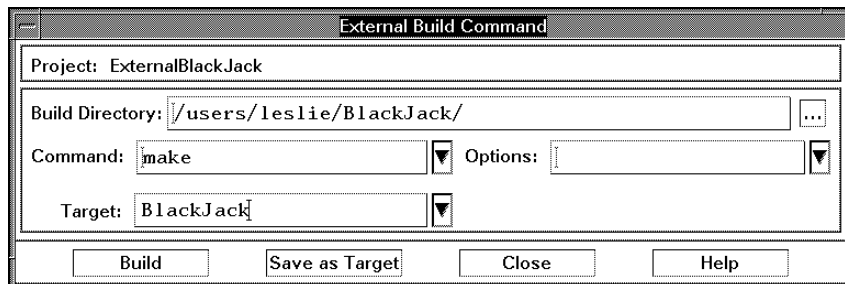 External Build Command
Project: ExternalBlackJack
Build Directory: /users/leslie/BlackJack/ ...
Command: make Options:
Target: BlackJack
Build Save as Target Close Help